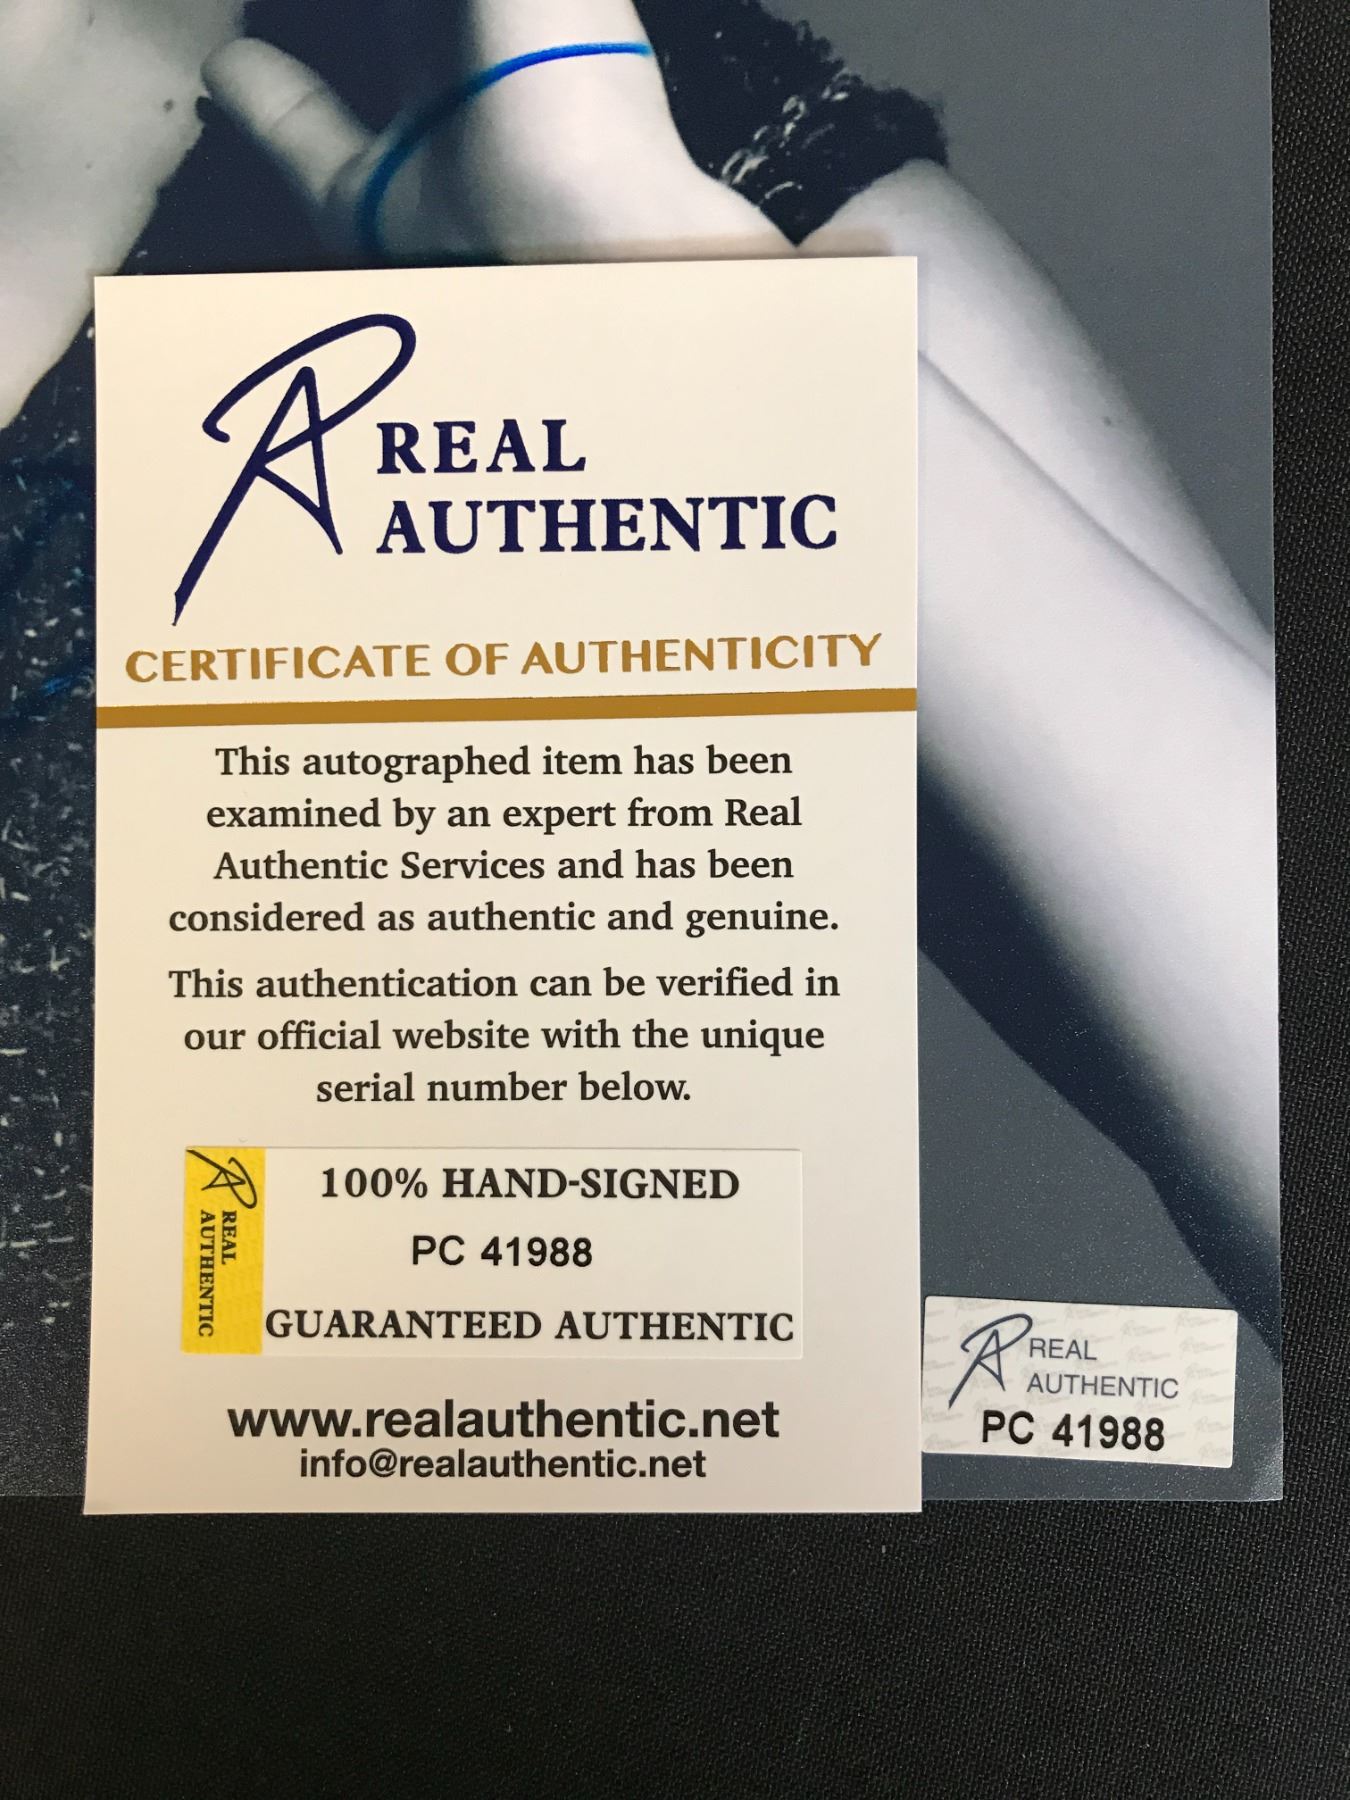 REAL
AUTHENTIC
CERTIFICATE OF AUTHENTICITY
This autographed item has been
examined by an expert from Real
Authentic Services and has been
considered as authentic and genuine.
This authentication can be verified in
our official website with the unique
serial number below.
REAL
AUTHENTIC
100% HAND-SIGNED
PC 41988
GUARANTEED AUTHENTIC
www.realauthentic.net
info@realauthentic.net
REAL
AUTHENTIC
PC 41988